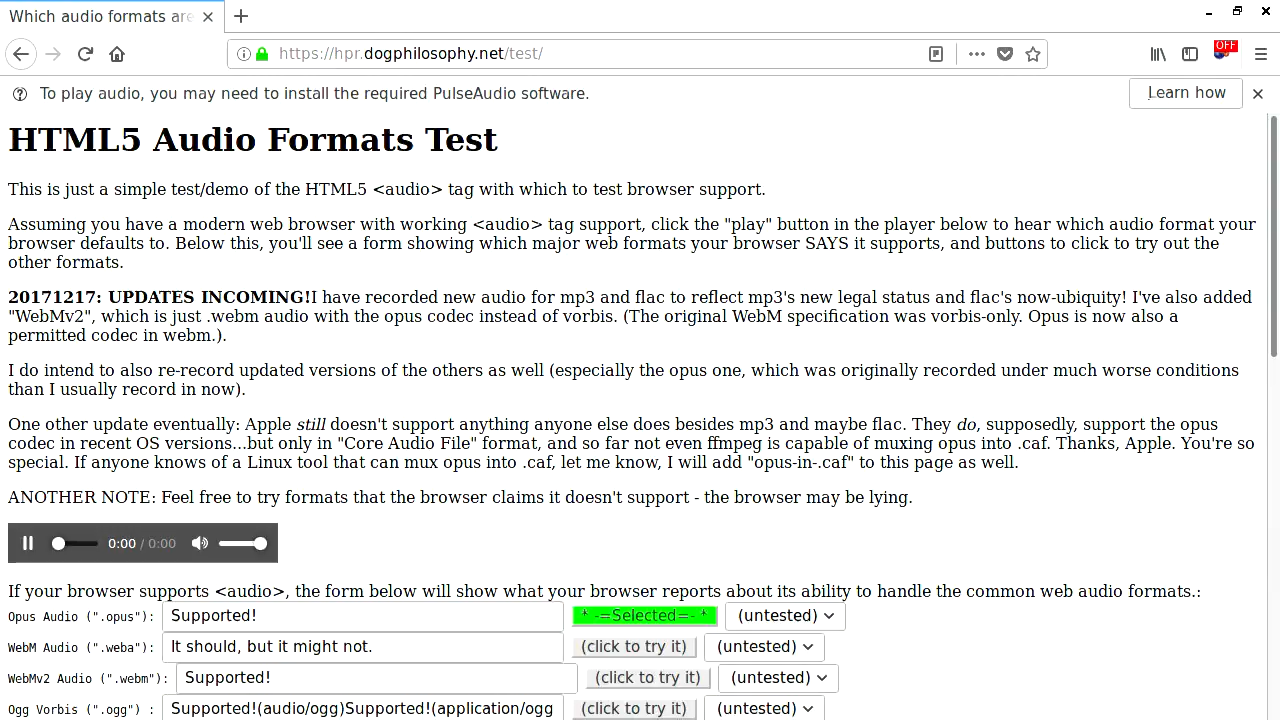 Which audio formats are
OFF
https://hpr.dogphilosophy.net/test/
To play audio, you may need to install the required PulseAudio software.
Learn how
HTML5 Audio Formats Test
This is just a simple test/demo of the HTML5 <audio> tag with which to test browser support.
Assuming you have a modern web browser with working <audio> tag support, click the "play" button in the player below to hear which audio format your
browser defaults to. Below this, you'll see a form showing which major web formats your browser SAYS it supports, and buttons to click to try out the
other formats.
20171217: UPDATES INCOMING!I have recorded new audio for mp3 and flac to reflect mp3's new legal status and flac's now-ubiquity! I've also added
"WebMv2", which is just .webm audio with the opus codec instead of vorbis. (The original WebM specification was vorbis-only. Opus is now also a
permitted codec in webm.).
I do intend to also re-record updated versions of the others as well (especially the opus one, which was originally recorded under much worse conditions
than I usually record in now).
One other update eventually: Apple still doesn't support anything anyone else does besides mp3 and maybe flac. They do, supposedly, support the opus
codec in recent OS versions...but only in "Core Audio File" format, and so far not even ffmpeg is capable of muxing opus into .caf. Thanks, Apple. You're so
special. If anyone knows of a Linux tool that can mux opus into .caf, let me know, I will add "opus-in-.caf" to this page as well.
ANOTHER NOTE: Feel free to try formats that the browser claims it doesn't support - the browser may be lying.
0:00 / 0:00
If your browser supports <audio>, the form below will show what your browser reports about its ability to handle the common web audio formats.:
Opus Audio (".opus"): Supported! * -=Selected=- * (untested)
WebM Audio (".weba"): It should, but it might not. (click to try it) (untested)
WebMv2 Audio (".webm"): Supported! (click to try it) (untested)
Ogg Vorbis (".ogg") : Supported!(audio/ogg)Supported!(application/ogg (click to try it) (untested)